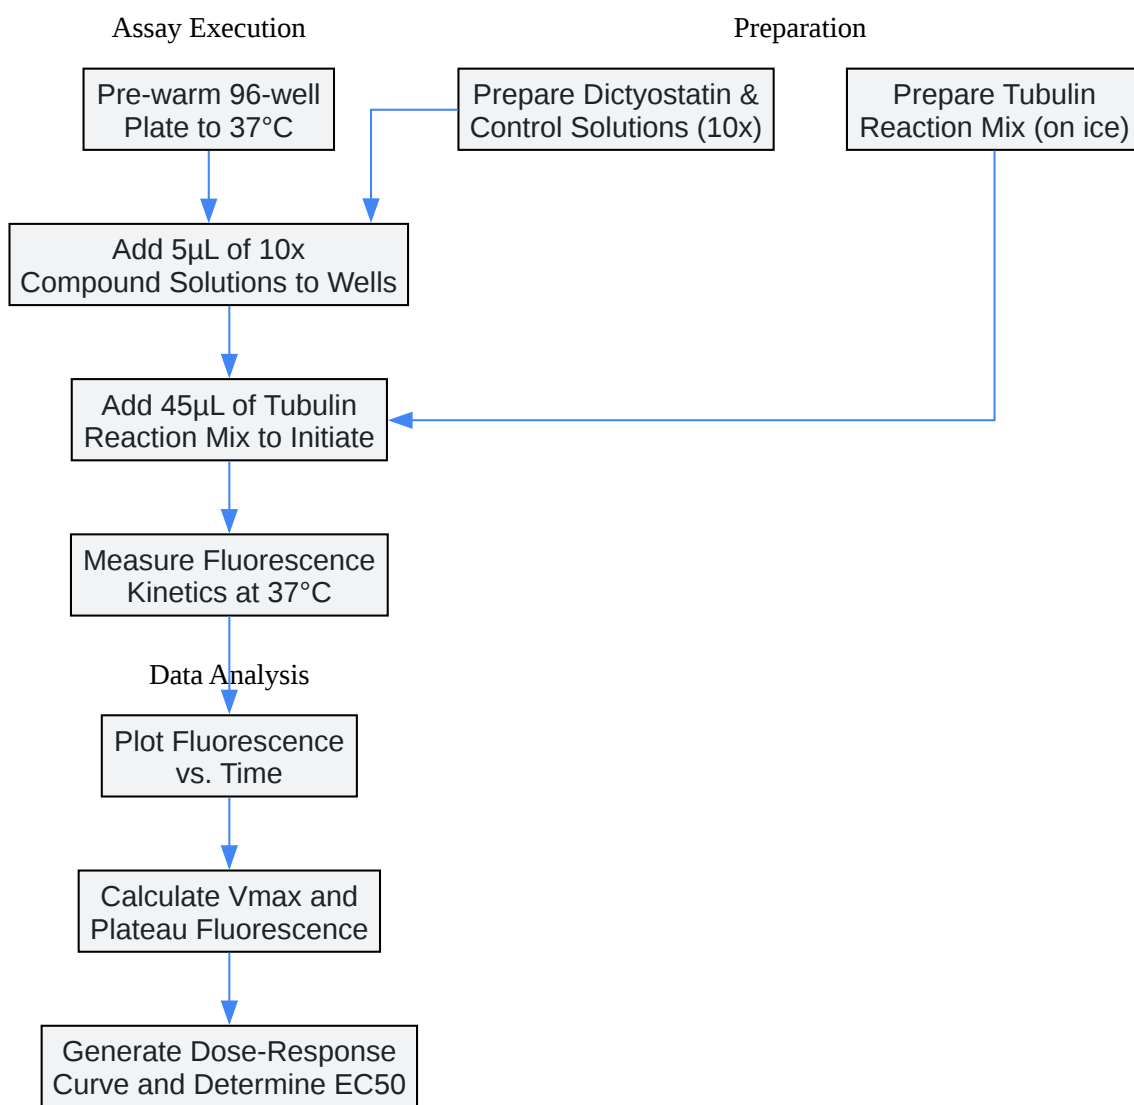 Assay Execution
Preparation
Pre-warm 96-well
Plate to 37°C
Prepare Dictyostatin &
Control Solutions (10x)
Prepare Tubulin
Reaction Mix (on ice)
Add 5µL of 10x
Compound Solutions to Wells
Add 45µL of Tubulin
Reaction Mix to Initiate
Measure Fluorescence
Kinetics at 37°C
Data Analysis
Plot Fluorescence
vs. Time
Calculate Vmax and
Plateau Fluorescence
Generate Dose-Response
Curve and Determine EC50